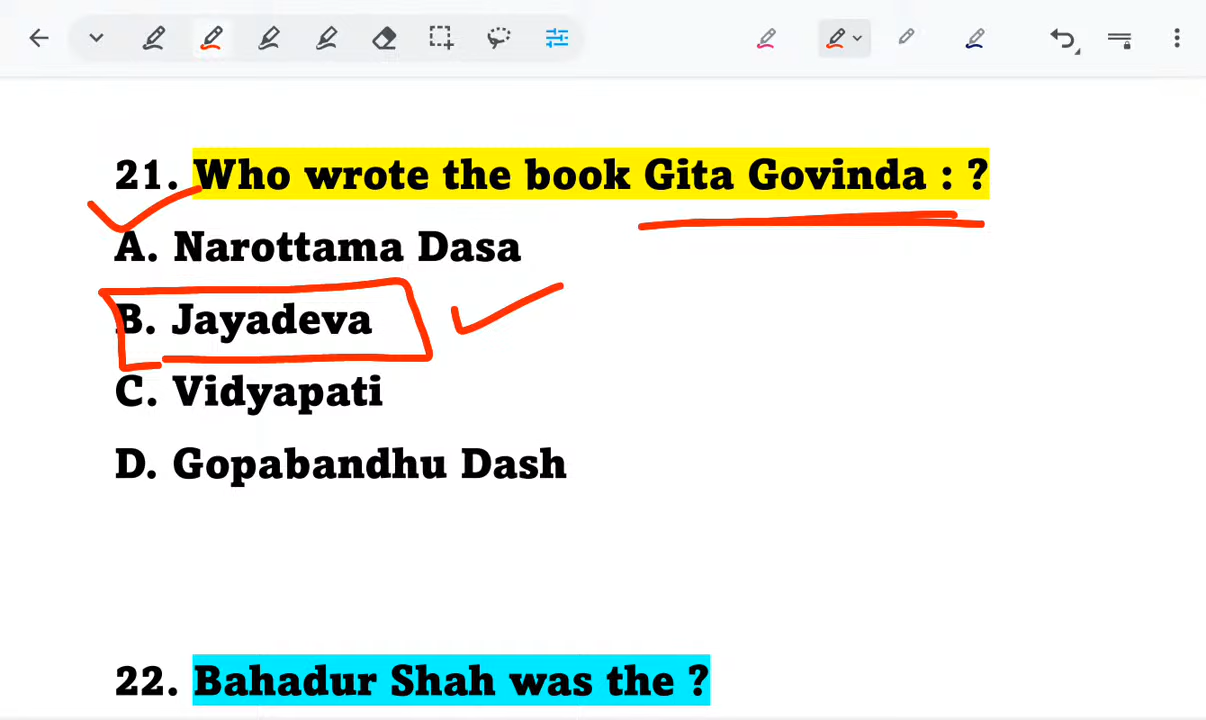 21. Who wrote the book Gita Govinda : ?
A. Narottama Dasa
B. Jayadeva
C. Vidyapati
D. Gopabandhu Dash
22. Bahadur Shah was the ?